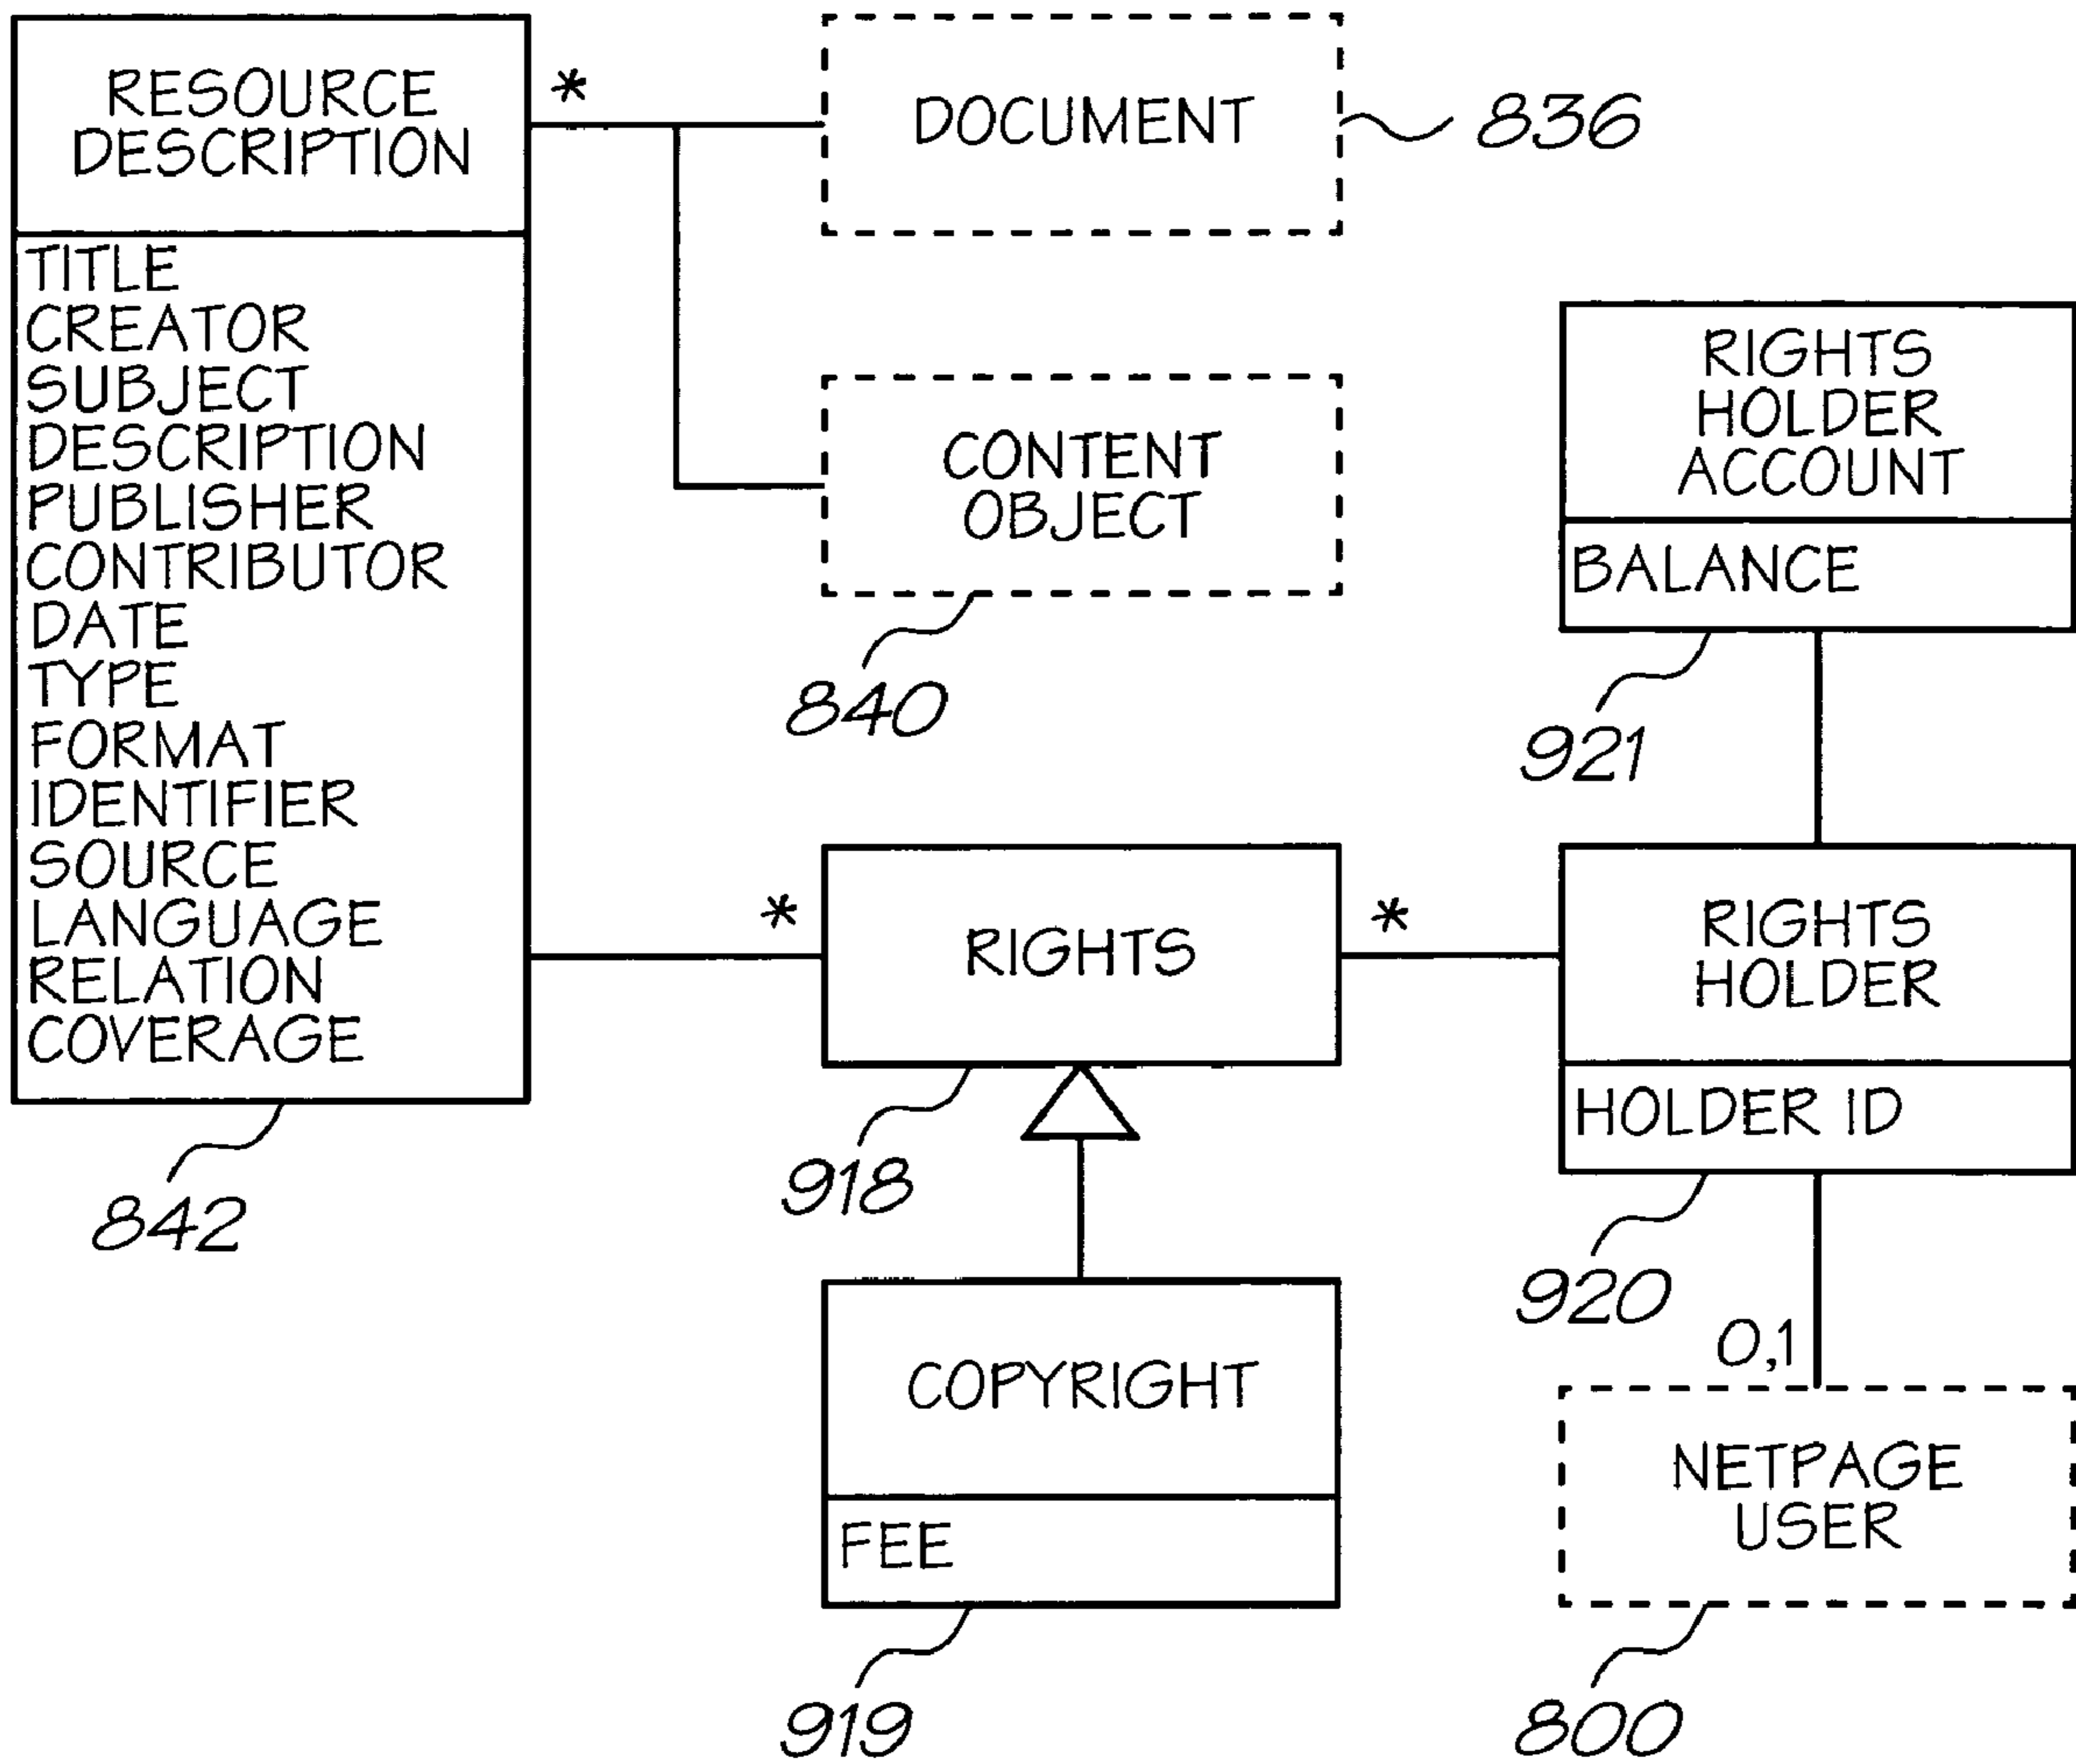 RESOURCE
DESCRIPTION
*
TITLE
CREATOR
SUBJECT
DESCRIPTION
PUBLISHER
CONTRIBUTOR
DATE
TYPE
FORMAT
IDENTIFIER
SOURCE
LANGUAGE
RELATION
COVERAGE
842
DOCUMENT
836
CONTENT
OBJECT
840
RIGHTS
HOLDER
ACCOUNT
BALANCE
921
*
RIGHTS
*
918
RIGHTS
HOLDER
HOLDER ID
920
0,1
COPYRIGHT
FEE
919
NETPAGE
USER
800